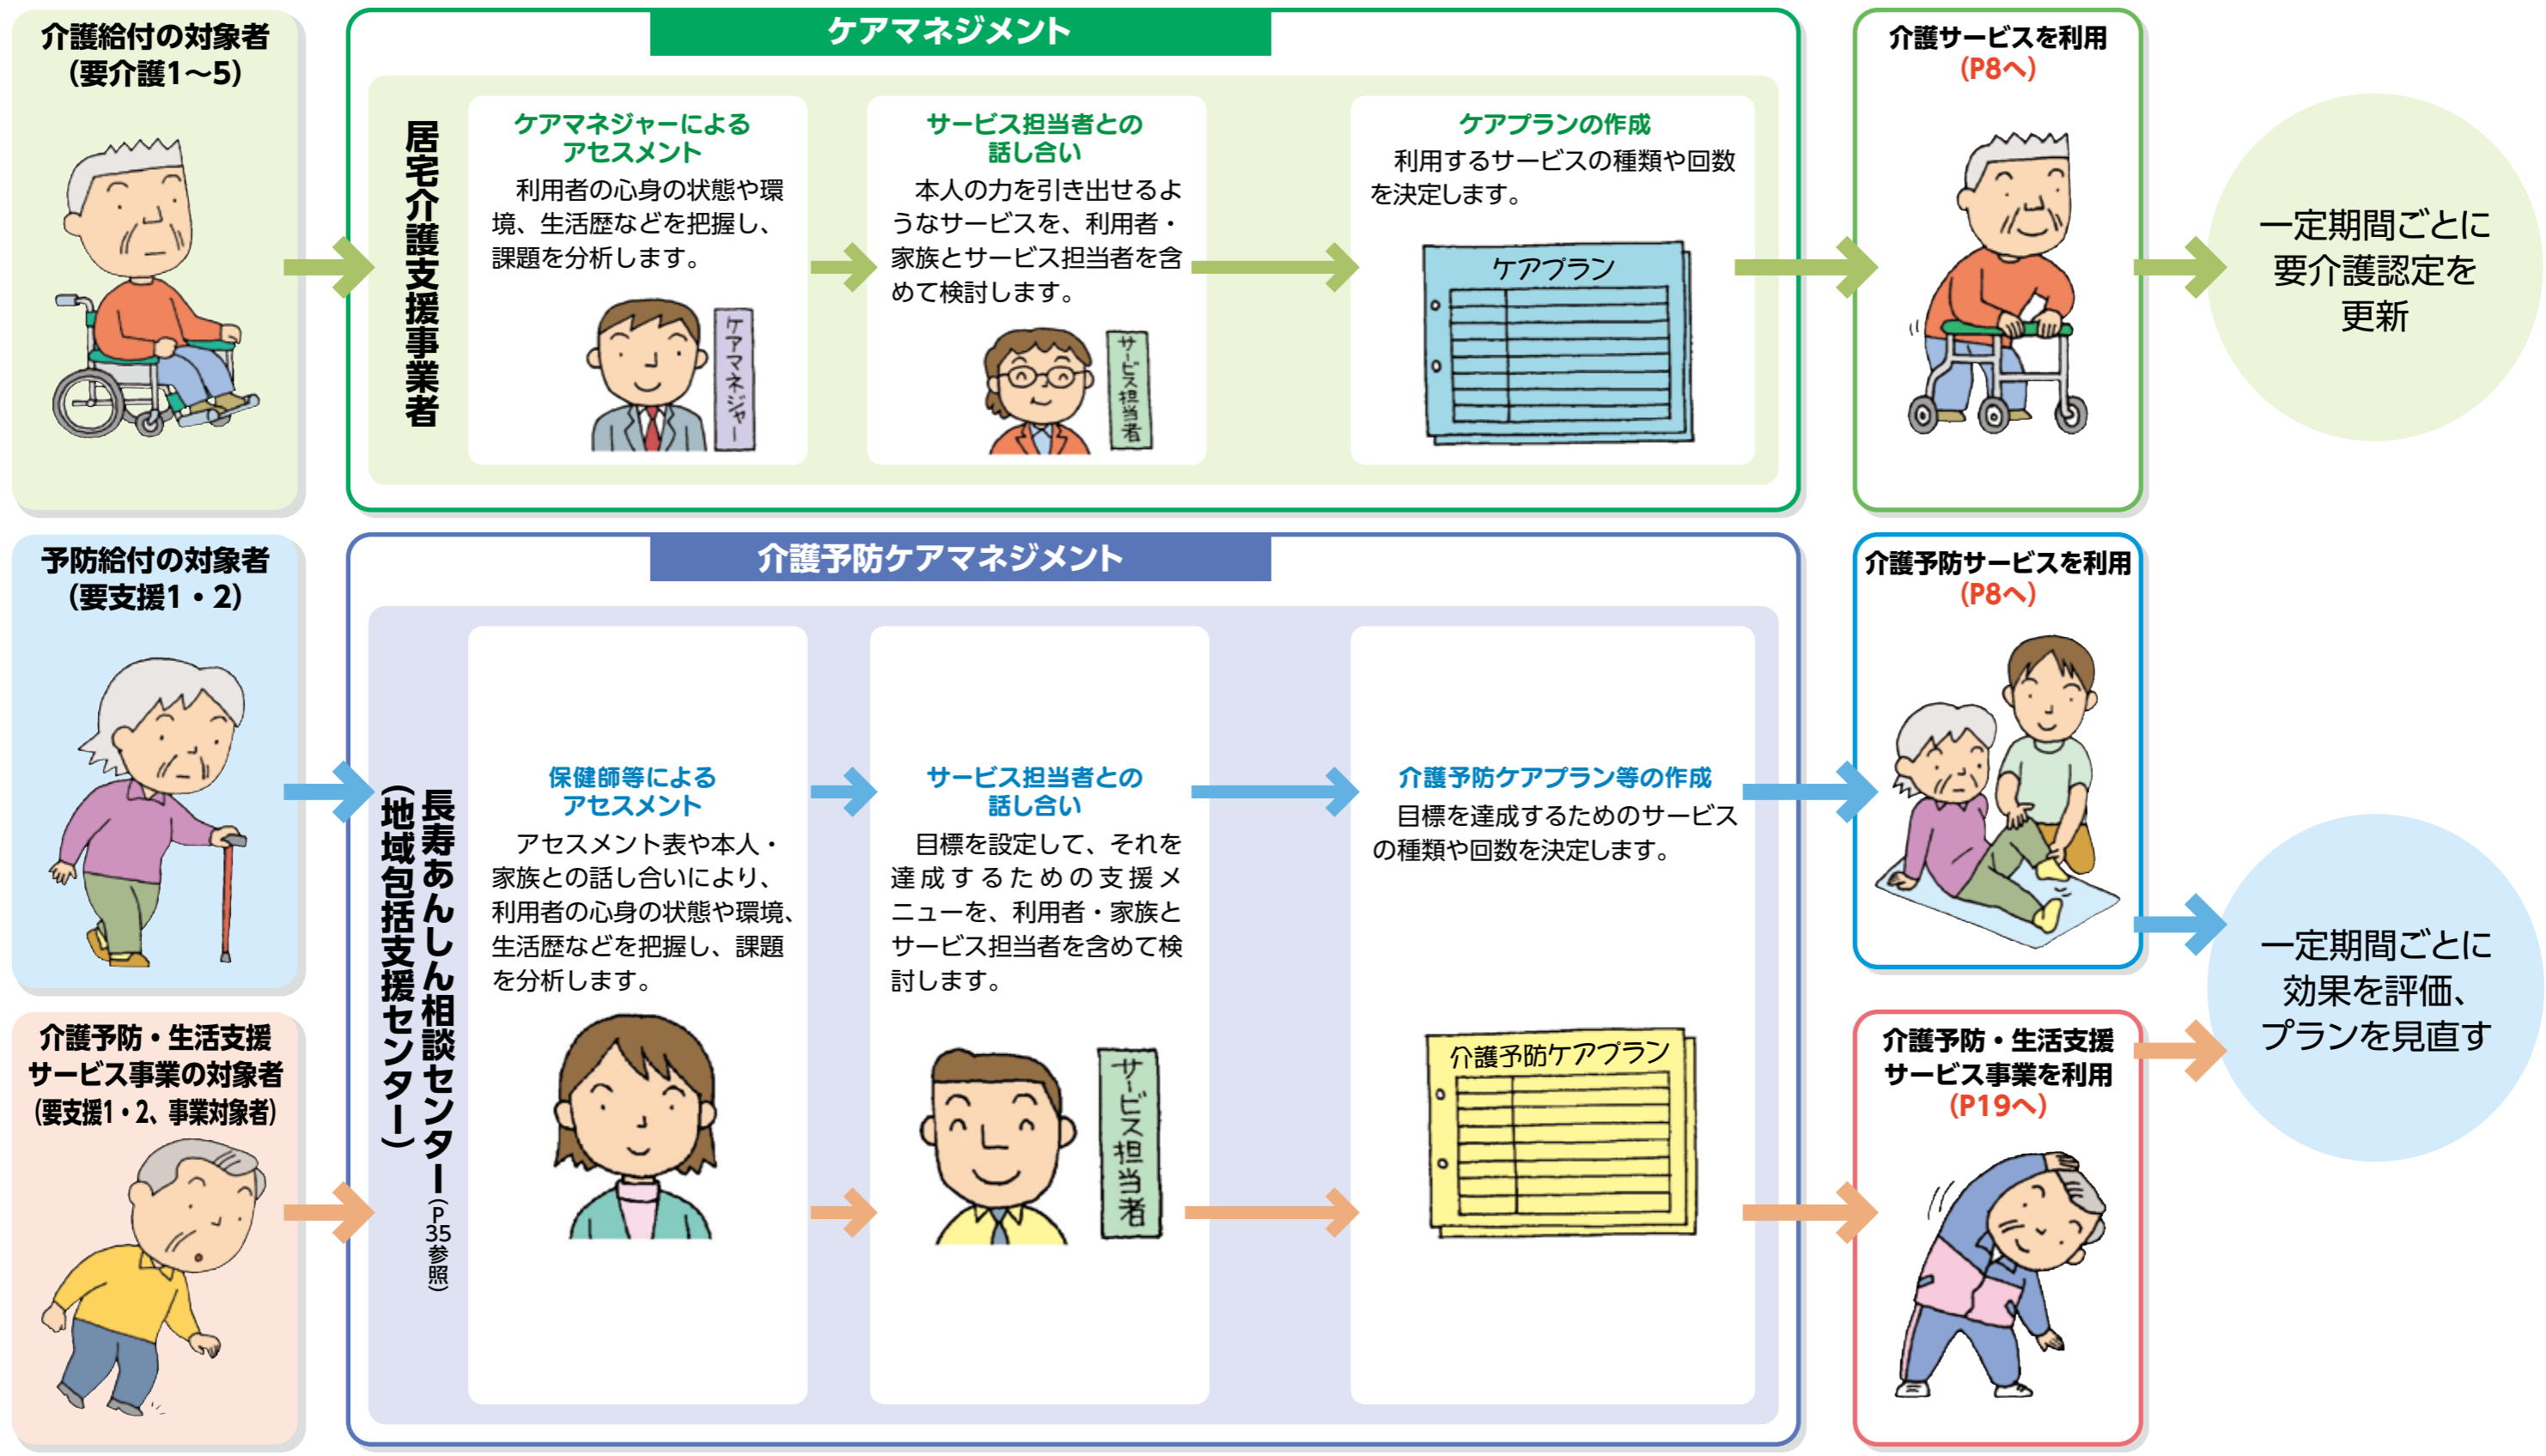 介護給付の対象者
(要介護1〜5)
ケアマネジメント
居宅介護支援事業者
ケアマネジャーによる
アセスメント
利用者の心身の状態や環
境、生活歴などを把握し、
課題を分析します。
ケアマネジャー
サービス担当者との
話し合い
本人の力を引き出せるよ
うなサービスを、利用者・
家族とサービス担当者を含
めて検討します。
サービス担当者
ケアプランの作成
利用するサービスの種類や回数
を決定します。
ケアプラン
介護サービスを利用
(P8へ)
一定期間ごとに
要介護認定を
更新
予防給付の対象者
(要支援1・2)
介護予防・生活支援
サービス事業の対象者
(要支援1・2、事業対象者)
介護予防ケアマネジメント
長寿あんしん相談センター(P35参照)
(地域包括支援センター)
保健師等による
アセスメント
アセスメント表や本人・
家族との話し合いにより、
利用者の心身の状態や環境、
生活歴などを把握し、課題
を分析します。
サービス担当者との
話し合い
目標を設定して、それを
達成するための支援メ
ニューを、利用者・家族と
サービス担当者を含めて検
討します。
サービス担当者
介護予防ケアプラン等の作成
目標を達成するためのサービス
の種類や回数を決定します。
介護予防ケアプラン
介護予防サービスを利用
(P8へ)
介護予防・生活支援
サービス事業を利用
(P19へ)
一定期間ごとに
効果を評価、
プランを見直す